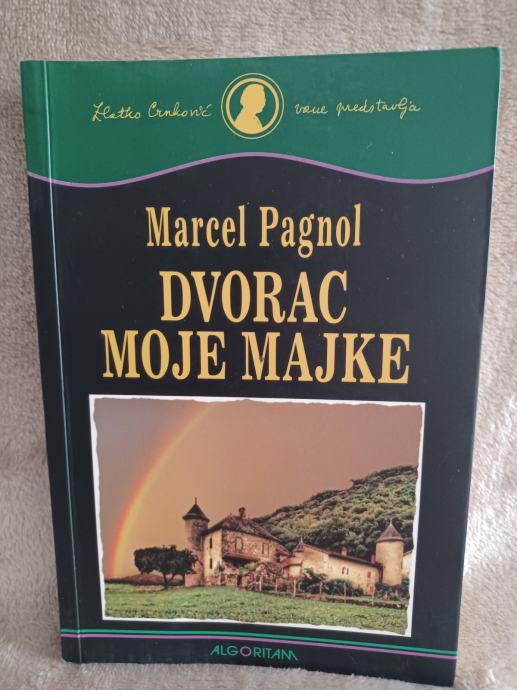 Zlatko Crnković vam predstavlja
Marcel Pagnol
DVORAC
MOJE MAJKE
ALGORITAM